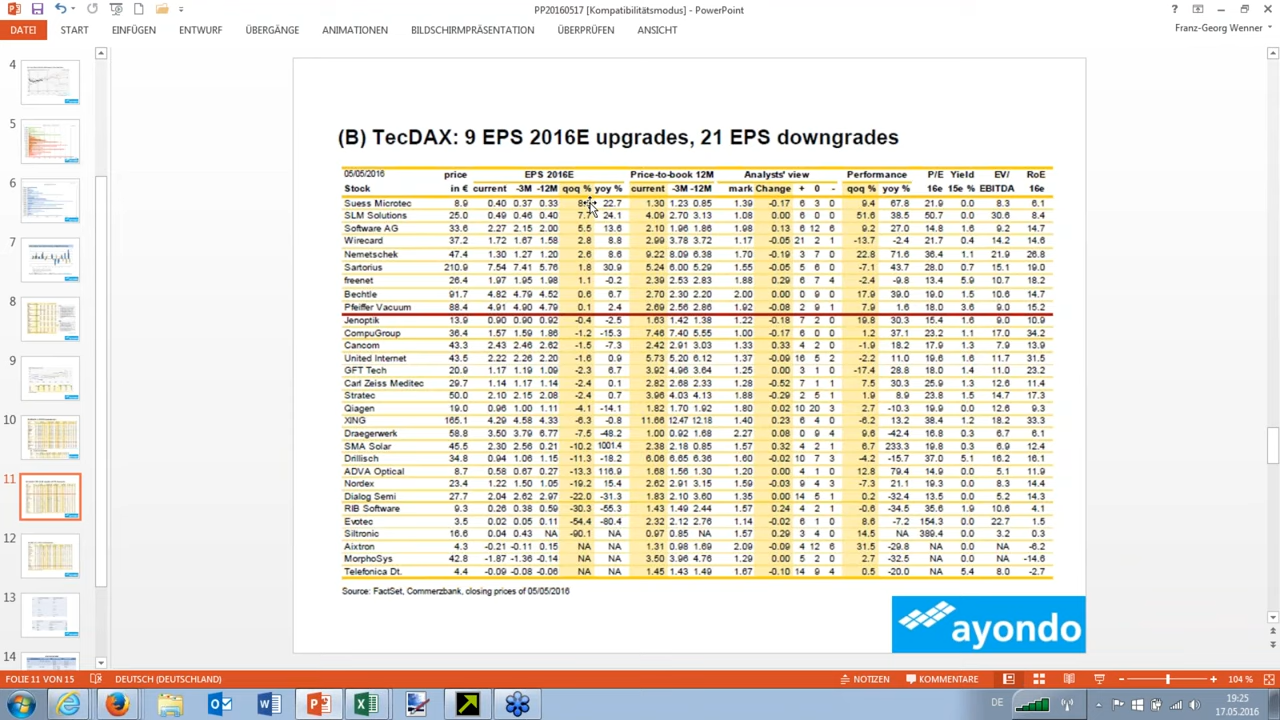 PP20160517 [Kompatibilitätsmodus] - PowerPoint
DATEI START EINFÜGEN ENTWURF ÜBERGÄNGE ANIMATIONEN BILDSCHIRMPRÄSENTATION ÜBERPRÜFEN ANSICHT Franz-Georg Wenner
4
5
6
7
8
9
10
11
12
13
14
(B) TecDAX: 9 EPS 2016E upgrades, 21 EPS downgrades
05/05/2016 price EPS 2016E Price-to-book 12M Analysts' view Performance P/E Yield EV/ RoE
Stock in € current -3M -12M qoq % yoy % current -3M -12M mark Change + 0 - qoq % yoy % 16e 15e % EBITDA 16e
Suess Microtec 8.9 0.40 0.37 0.33 22.7 1.30 1.23 0.85 1.39 -0.17 6 3 0 9.4 67.8 21.9 0.0 8.3 6.1
SLM Solutions 25.0 0.49 0.46 0.40 7.7 24.1 4.09 2.70 3.13 1.08 0.00 6 0 0 51.6 38.5 50.7 0.0 30.6 8.4
Software AG 33.6 2.27 2.15 2.00 5.5 13.6 2.10 1.96 1.86 1.98 0.13 6 12 6 9.2 27.0 14.8 1.6 9.2 14.7
Wirecard 37.2 1.72 1.67 1.58 2.8 8.8 2.99 3.78 3.72 1.17 -0.05 21 2 1 -13.7 -2.4 21.7 0.4 14.2 14.6
Nemetschek 47.4 1.30 1.27 1.20 2.6 8.6 9.22 8.09 6.38 1.70 -0.19 3 7 0 22.8 71.6 36.4 1.1 21.9 26.8
Sartorius 210.9 7.54 7.41 5.76 1.8 30.9 5.24 6.00 5.29 1.55 -0.05 5 6 0 -7.1 43.7 28.0 0.7 15.1 19.0
freenet 26.4 1.97 1.95 1.98 1.1 -0.2 2.39 2.53 2.83 1.88 0.29 6 7 4 -2.4 -9.8 13.4 5.9 10.7 18.2
Bechtle 91.7 4.82 4.79 4.52 0.6 6.7 2.70 2.30 2.20 2.00 0.00 0 9 0 17.9 39.0 19.0 1.5 10.6 14.7
Pfeiffer Vacuum 88.4 4.91 4.90 4.79 0.1 2.4 2.69 2.56 2.86 1.92 -0.08 2 9 1 7.9 1.6 18.0 3.6 9.0 15.2
Jenoptik 13.9 0.90 0.90 0.92 -0.4 -2.5 1.63 1.42 1.38 1.22 -0.18 7 2 0 19.8 30.3 15.4 1.6 9.0 10.9
CompuGroup 36.4 1.57 1.59 1.86 -1.2 -15.3 7.46 7.40 5.55 1.00 -0.17 6 0 0 1.2 37.1 23.2 1.1 17.0 34.2
Cancom 43.3 2.43 2.46 2.62 -1.5 -7.3 2.42 2.91 3.03 1.33 0.33 4 2 0 -1.9 18.2 17.9 1.3 7.9 13.9
United Internet 43.5 2.22 2.26 2.20 -1.6 0.9 5.73 5.20 6.12 1.37 -0.09 16 5 2 -2.2 11.0 19.6 1.6 11.7 31.5
GFT Tech 20.9 1.17 1.19 1.09 -2.3 6.7 3.92 4.96 3.64 1.25 0.00 3 1 0 -17.4 28.8 18.0 1.4 11.0 23.2
Carl Zeiss Meditec 29.7 1.14 1.17 1.14 -2.4 0.1 2.82 2.68 2.33 1.28 -0.52 7 1 1 7.5 30.3 25.9 1.3 12.6 11.4
Stratec 50.0 2.10 2.15 2.08 -2.4 0.7 3.96 4.03 4.13 1.88 -0.29 2 5 1 1.9 8.9 23.8 1.5 14.7 17.3
Qiagen 19.0 0.96 1.00 1.11 -4.1 -14.1 1.82 1.70 1.92 1.80 0.02 10 20 3 2.7 -10.3 19.9 0.0 12.6 9.3
XING 165.1 4.29 4.58 4.33 -6.3 -0.8 11.66 12.47 12.18 1.40 0.23 6 4 0 -6.2 13.2 38.4 1.2 18.2 33.3
Draegerwerk 58.8 3.50 3.79 6.77 -7.5 -48.2 1.00 0.92 1.68 2.27 0.08 0 9 4 9.6 -42.4 16.8 0.3 6.7 6.1
SMA Solar 45.5 2.30 2.56 0.21 -10.2 1001.4 2.38 2.18 0.85 1.57 0.32 4 2 1 6.7 233.3 19.8 0.3 6.9 12.4
Drillisch 34.8 0.94 1.06 1.15 -11.3 -18.2 6.06 6.65 6.36 1.60 -0.02 10 7 3 -4.2 -15.7 37.0 5.1 16.2 16.1
ADVA Optical 8.7 0.58 0.67 0.27 -13.3 116.9 1.68 1.56 1.30 1.20 0.00 4 1 0 12.8 79.4 14.9 0.0 5.1 11.9
Nordex 23.4 1.22 1.50 1.05 -19.2 15.4 2.62 2.91 3.15 1.59 -0.03 9 4 3 -7.3 21.1 19.3 0.0 8.3 14.4
Dialog Semi 27.7 2.04 2.62 2.97 -22.0 -31.3 1.83 2.10 3.60 1.35 0.00 14 5 1 0.2 -32.4 13.5 0.0 5.2 14.3
RIB Software 9.3 0.26 0.38 0.59 -30.3 -55.3 1.43 1.49 2.44 1.57 0.24 4 2 1 -0.6 -34.5 35.6 1.9 10.6 4.1
Evotec 3.5 0.02 0.05 0.11 -54.4 -80.4 2.32 2.12 2.76 1.14 -0.02 6 1 0 8.6 -7.2 154.3 0.0 22.7 1.5
Siltronic 16.6 0.04 0.43 NA -90.1 NA 0.97 0.85 NA 1.57 0.29 3 4 0 14.5 NA 389.4 0.0 3.2 0.3
Aixtron 4.3 -0.21 -0.11 0.15 NA NA 1.31 0.98 1.69 2.09 -0.09 4 12 6 31.5 -29.8 NA 0.0 NA -6.2
MorphoSys 42.8 -1.87 -1.36 -0.14 NA NA 3.50 3.96 4.76 1.29 0.00 5 2 0 2.7 -32.5 NA 0.0 NA -14.6
Telefonica Dt. 4.4 -0.09 -0.08 -0.06 NA NA 1.45 1.43 1.49 1.67 -0.10 14 9 4 0.5 -20.0 NA 5.4 8.0 -2.7
Source: FactSet, Commerzbank, closing prices of 05/05/2016
ayondo
FOLIE 11 VON 15 DEUTSCH (DEUTSCHLAND) NOTIZEN KOMMENTARE 104 %
DE 19:25
17.05.2016